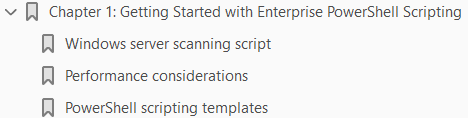 Chapter 1: Getting Started with Enterprise PowerShell Scripting
Windows server scanning script
Performance considerations
PowerShell scripting templates